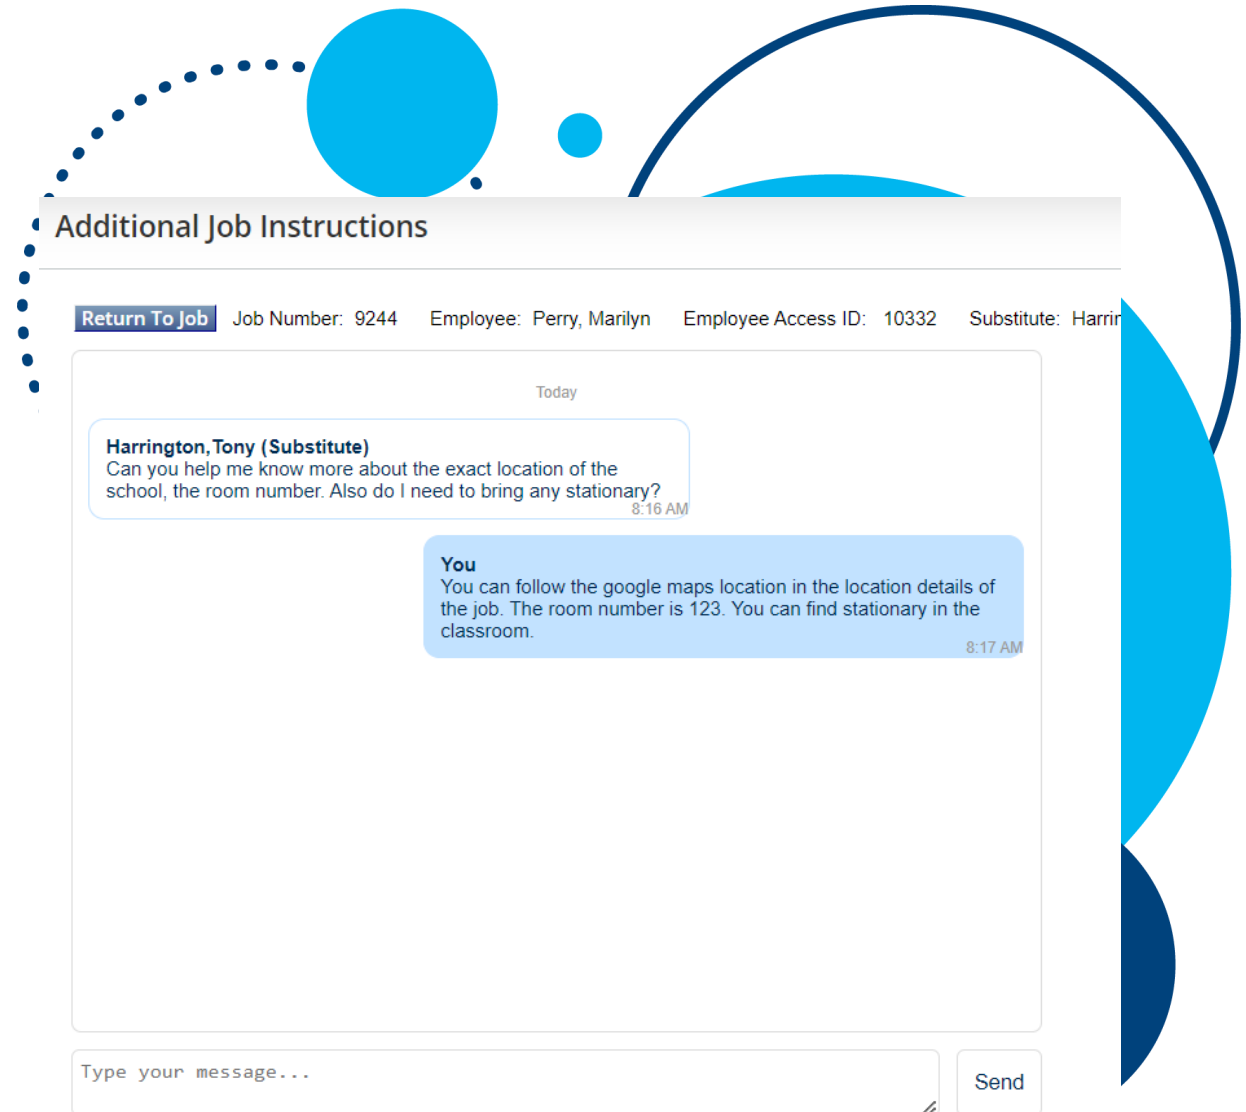 Additional Job Instructions
Return To Job Job Number: 9244 Employee: Perry, Marilyn Employee Access ID: 10332 Substitute:
Today
Harrington,Tony (Substitute)
Can you help me know more about the exact location of the
school, the room number. Also do I need to bring any stationary?
8:16 AM
You
You can follow the google maps location in the location details of
the job. The room number is 123. You can find stationary in the
classroom.
8:17 AM
Type your message...
Send